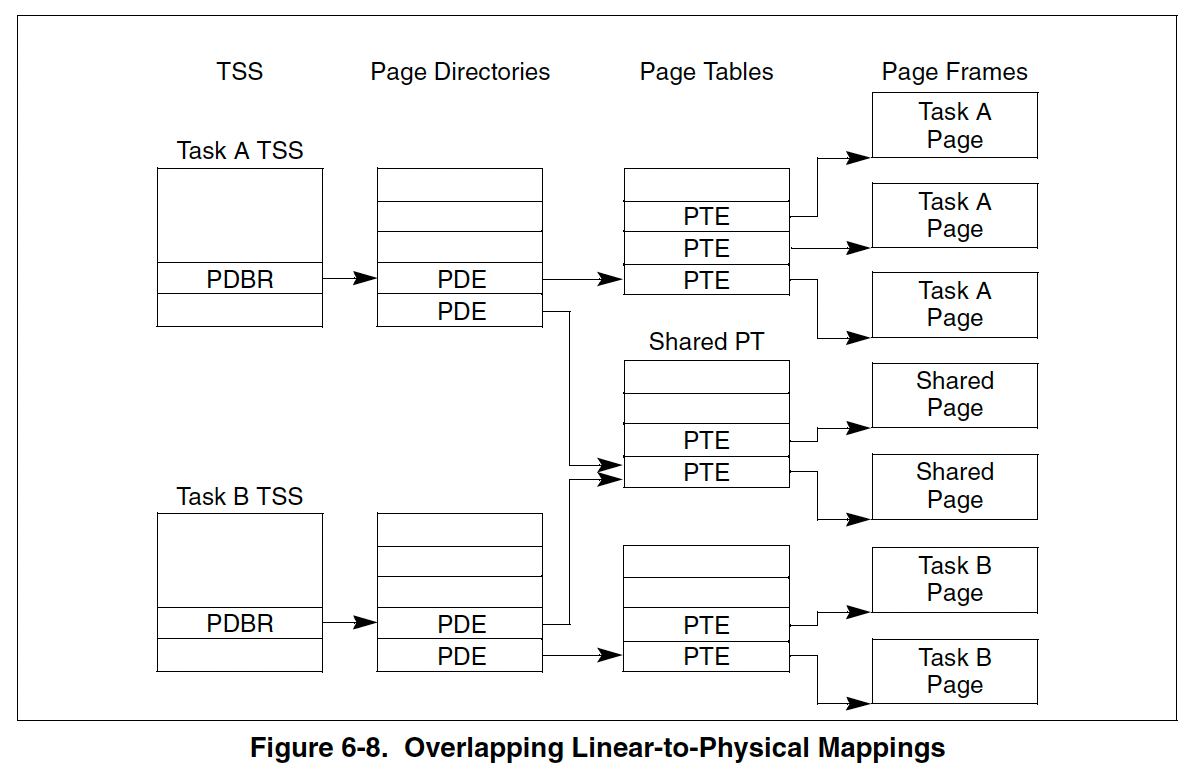 TSS
Page Directories
Page Tables
Page Frames
Task A TSS
PDBR
PDE
PDE
PTE
PTE
PTE
Task A
Page
Task A
Page
Task A
Page
Shared PT
PTE
PTE
Shared
Page
Shared
Page
Task B TSS
PDBR
PDE
PDE
PTE
PTE
Task B
Page
Task B
Page
Figure 6-8. Overlapping Linear-to-Physical Mappings